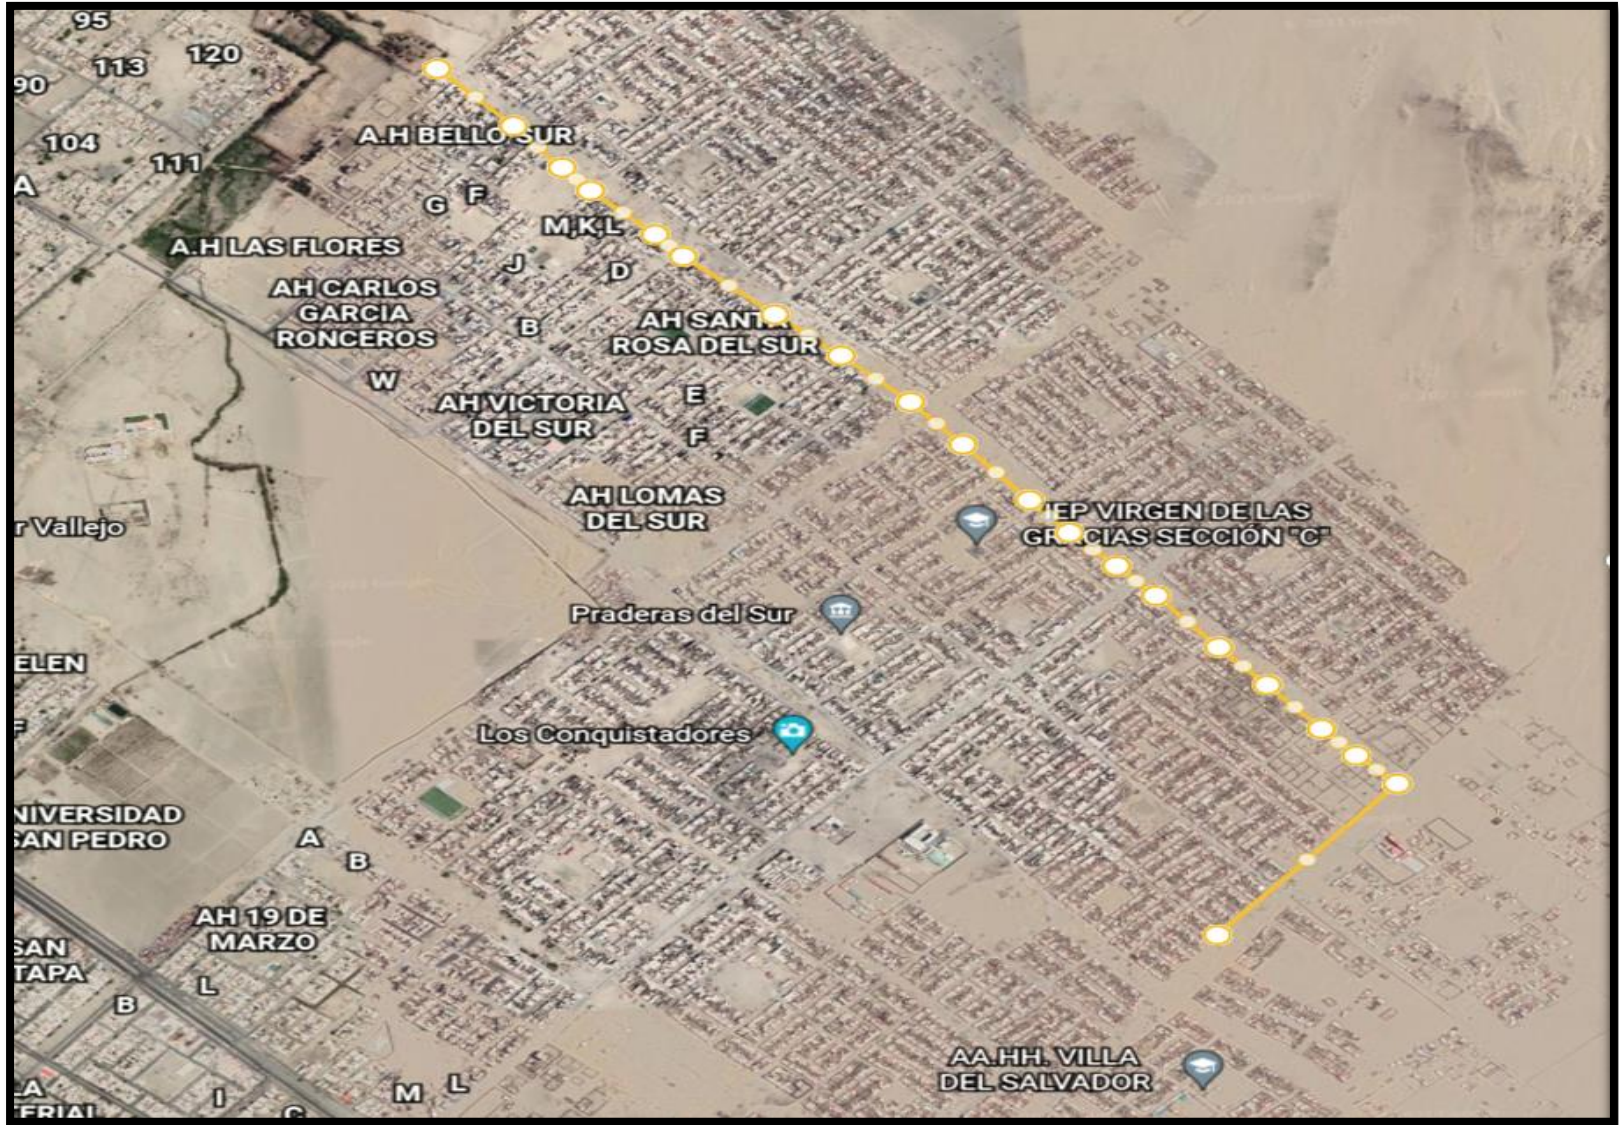 95
120
113
90
104
A.H BELLO SUR
111
A
F
G
M,K,L
A.H LAS FLORES
J
D
AH CARLOS
GARCIA
RONCEROS
B
AH SANTA
ROSA DEL SUR
W
E
AH VICTORIA
DEL SUR
F
AH LOMAS
DEL SUR
IEP VIRGEN DE LAS
GRACIAS SECCIÓN "C"
r Vallejo
Praderas del Sur
ELEN
F
Los Conquistadores
NIVERSIDAD
SAN PEDRO
A
B
AH 19 DE
MARZO
SAN
TAPA
L
B
AA.HH. VILLA
DEL SALVADOR
L
M
I
C
LA
ERIAL